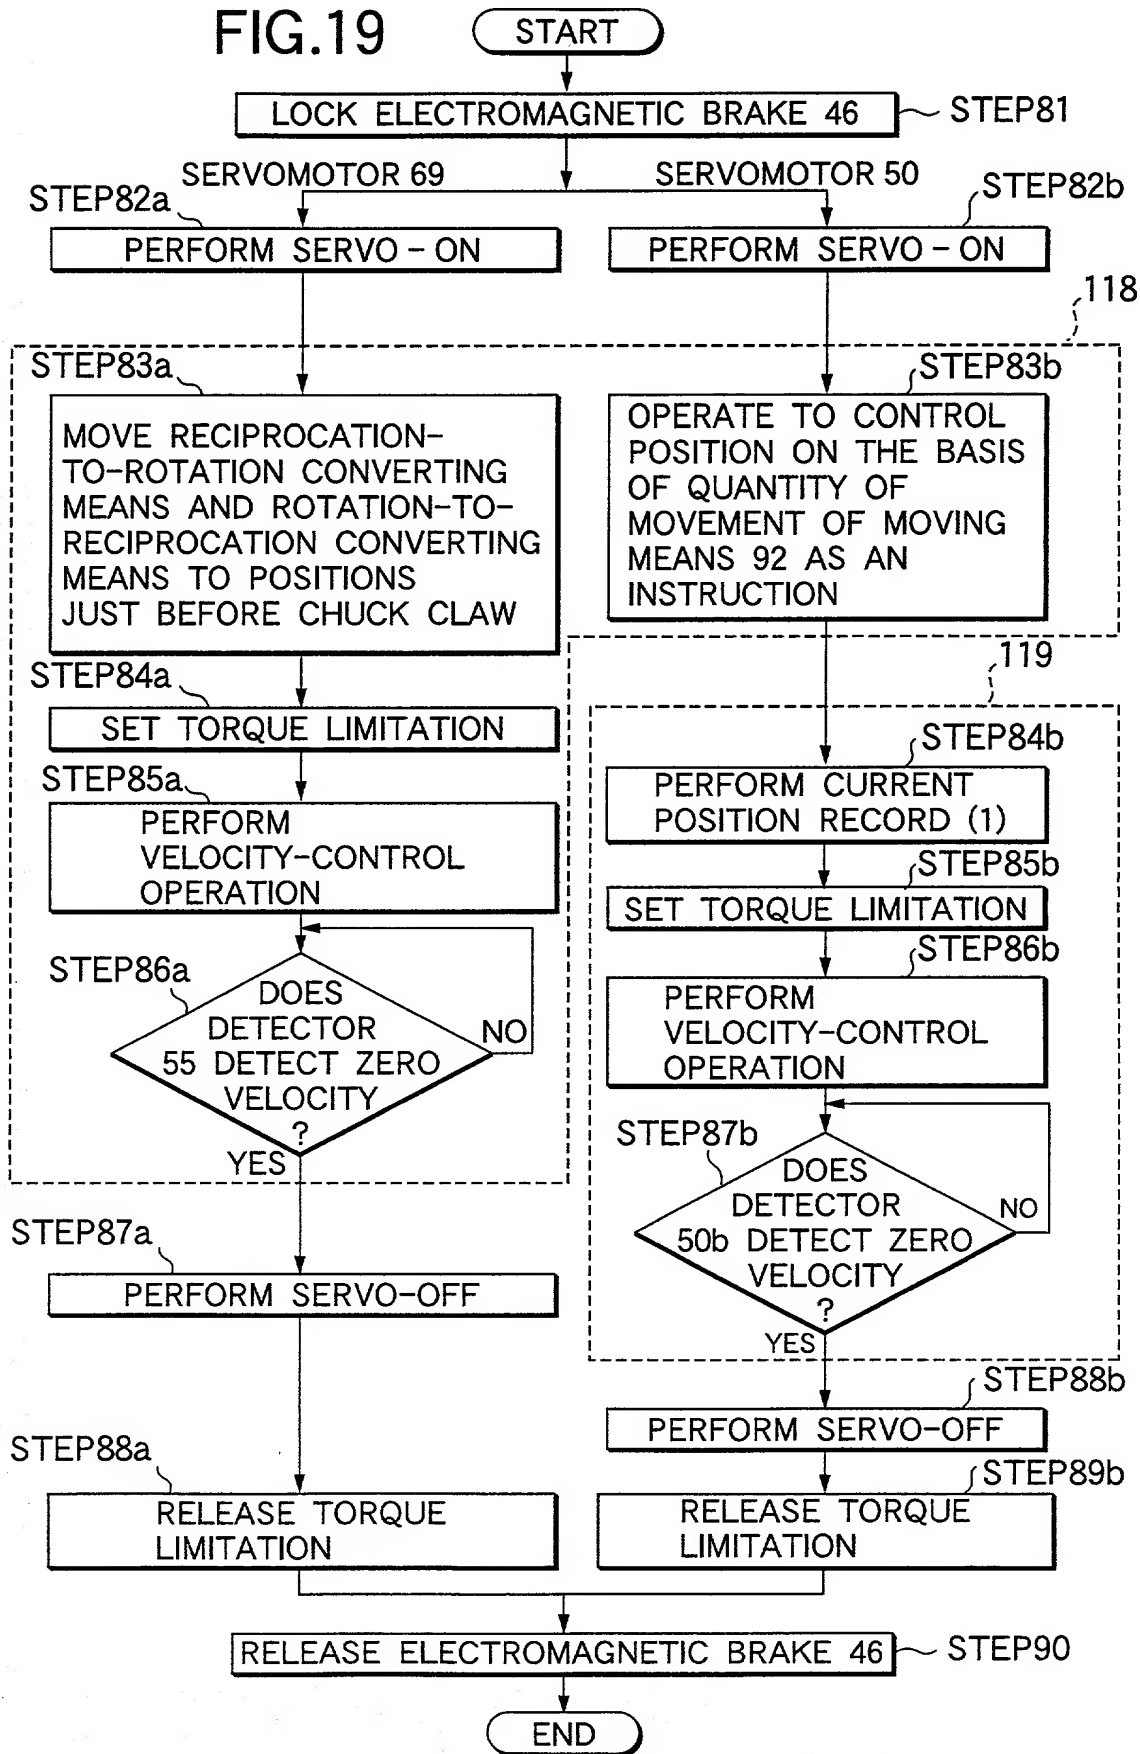 FIG.19
START
LOCK ELECTROMAGNETIC BRAKE 46
STEP81
SERVOMOTOR 69
SERVOMOTOR 50
STEP82a
STEP82b
PERFORM SERVO-ON
PERFORM SERVO-ON
118
STEP83a
STEP83b
MOVE RECIPROCATION-
TO-ROTATION CONVERTING
MEANS AND ROTATION-TO-
RECIPROCATION CONVERTING
MEANS TO POSITIONS
JUST BEFORE CHUCK CLAW
OPERATE TO CONTROL
POSITION ON THE BASIS
OF QUANTITY OF
MOVEMENT OF MOVING
MEANS 92 AS AN
INSTRUCTION
119
STEP84a
SET TORQUE LIMITATION
STEP84b
PERFORM CURRENT
POSITION RECORD (1)
STEP85a
PERFORM
VELOCITY-CONTROL
OPERATION
STEP85b
SET TORQUE LIMITATION
STEP86a
DOES
DETECTOR
55 DETECT ZERO
VELOCITY
?
NO
YES
STEP86b
PERFORM
VELOCITY-CONTROL
OPERATION
STEP87b
DOES
DETECTOR
50b DETECT ZERO
VELOCITY
?
NO
YES
STEP87a
PERFORM SERVO-OFF
STEP88b
PERFORM SERVO-OFF
STEP88a
RELEASE TORQUE
LIMITATION
STEP89b
RELEASE TORQUE
LIMITATION
RELEASE ELECTROMAGNETIC BRAKE 46
STEP90
END